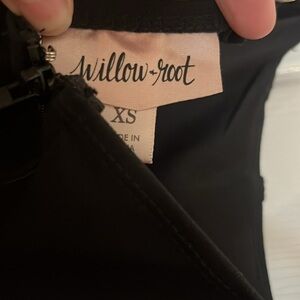 Willow + root
XS
DE IN
A